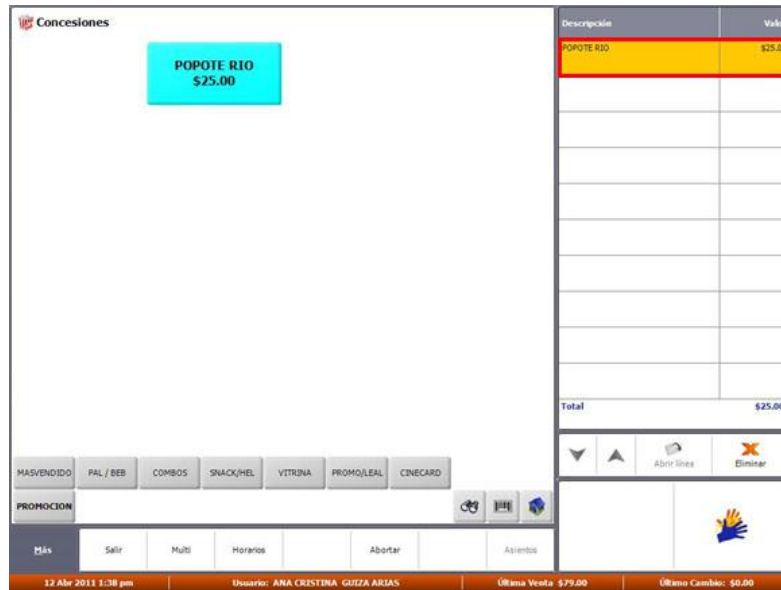 Concesiones
POPOTE RIO
$25.00
Descripción Valo
POPOTE RIO $25.0
Total $25.00
Abrir línea
Eliminar
MASVENDIDO PAL / BEB COMBOS SNACK/HEL VITRINA PROMO/LEAL CINECARD
PROMOCION
Más Salir Multi Horarios Abortar Asientos
12 Abr 2011 1:38 pm Usuario: ANA CRISTINA GUIZA ARIAS Última Venta $79.00 Último Cambio: $0.00